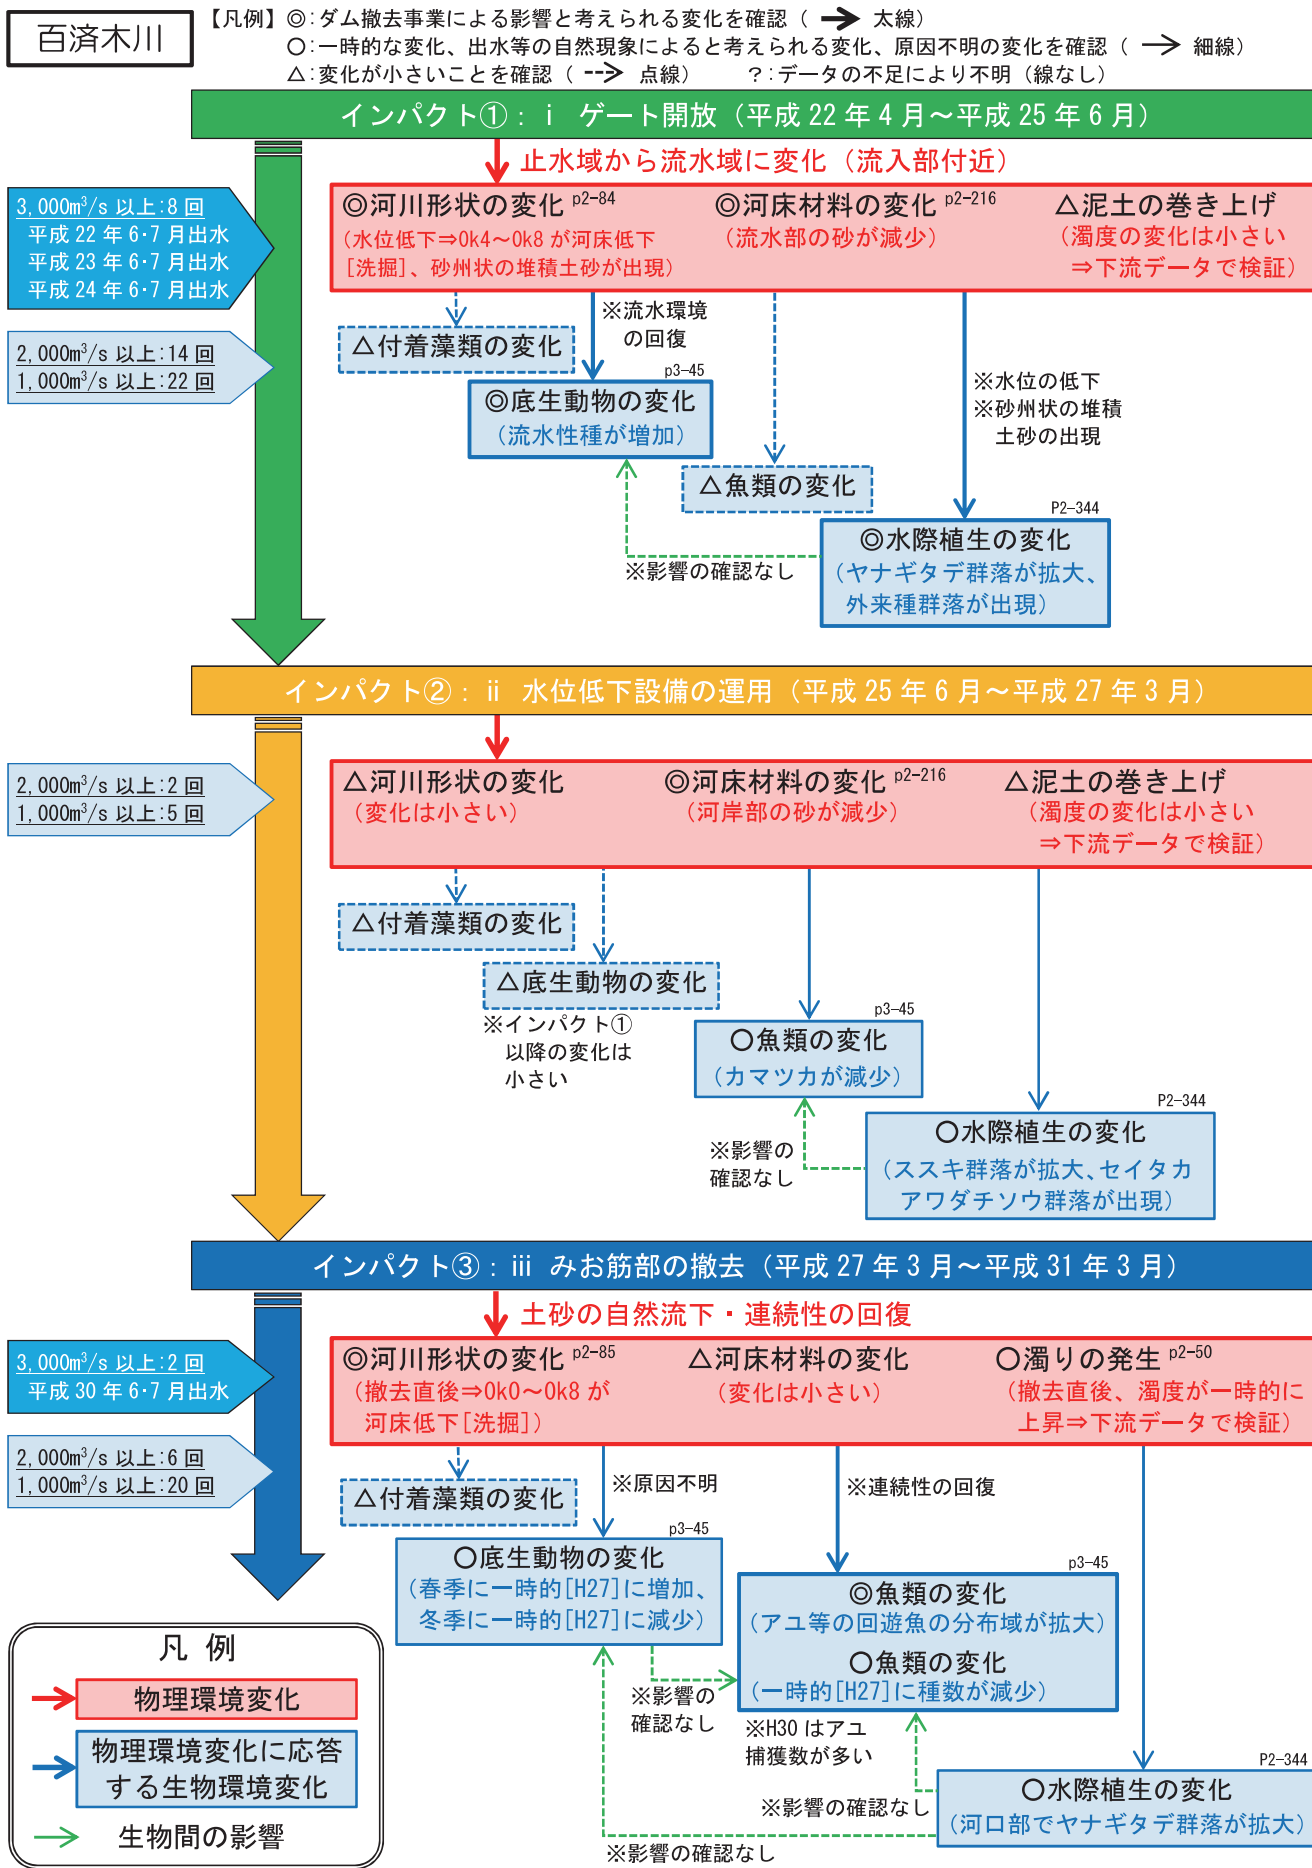 百済木川
【凡例】◎:ダム撤去事業による影響と考えられる変化を確認（ → 太線）
○:一時的な変化、出水等の自然現象によると考えられる変化、原因不明の変化を確認（ → 細線）
△:変化が小さいことを確認（ --> 点線）　?:データの不足により不明（線なし）
インパクト①：ⅰ ゲート開放（平成22年4月～平成25年6月）
止水域から流水域に変化（流入部付近）
3,000m³/s 以上:8回
平成22年6・7月出水
平成23年6・7月出水
平成24年6・7月出水
2,000m³/s 以上:14回
1,000m³/s 以上:22回
◎河川形状の変化 p2-84
（水位低下⇒0k4～0k8が河床低下
[洗掘]、砂州状の堆積土砂が出現）
◎河床材料の変化 p2-216
（流水部の砂が減少）
△泥土の巻き上げ
（濁度の変化は小さい
⇒下流データで検証）
△付着藻類の変化
※流水環境
の回復
p3-45
◎底生動物の変化
（流水性種が増加）
△魚類の変化
※水位の低下
※砂州状の堆積
土砂の出現
P2-344
◎水際植生の変化
（ヤナギタデ群落が拡大、
外来種群落が出現）
※影響の確認なし
インパクト②：ⅱ 水位低下設備の運用（平成25年6月～平成27年3月）
2,000m³/s 以上:2回
1,000m³/s 以上:5回
△河川形状の変化
（変化は小さい）
◎河床材料の変化 p2-216
（河岸部の砂が減少）
△泥土の巻き上げ
（濁度の変化は小さい
⇒下流データで検証）
△付着藻類の変化
△底生動物の変化
※インパクト①
以降の変化は
小さい
p3-45
○魚類の変化
（カマツカが減少）
P2-344
○水際植生の変化
（ススキ群落が拡大、セイタカ
アワダチソウ群落が出現）
※影響の
確認なし
インパクト③：ⅲ みお筋部の撤去（平成27年3月～平成31年3月）
土砂の自然流下・連続性の回復
3,000m³/s 以上:2回
平成30年6・7月出水
2,000m³/s 以上:6回
1,000m³/s 以上:20回
◎河川形状の変化 p2-85
（撤去直後⇒0k0～0k8が
河床低下[洗掘]）
△河床材料の変化
（変化は小さい）
○濁りの発生 p2-50
（撤去直後、濁度が一時的に
上昇⇒下流データで検証）
△付着藻類の変化
※原因不明
※連続性の回復
p3-45
○底生動物の変化
（春季に一時的[H27]に増加、
冬季に一時的[H27]に減少）
p3-45
◎魚類の変化
（アユ等の回遊魚の分布域が拡大）
○魚類の変化
（一時的[H27]に種数が減少）
※影響の
確認なし
※H30はアユ
捕獲数が多い
P2-344
○水際植生の変化
（河口部でヤナギタデ群落が拡大）
※影響の確認なし
※影響の確認なし
凡 例
物理環境変化
物理環境変化に応答
する生物環境変化
生物間の影響